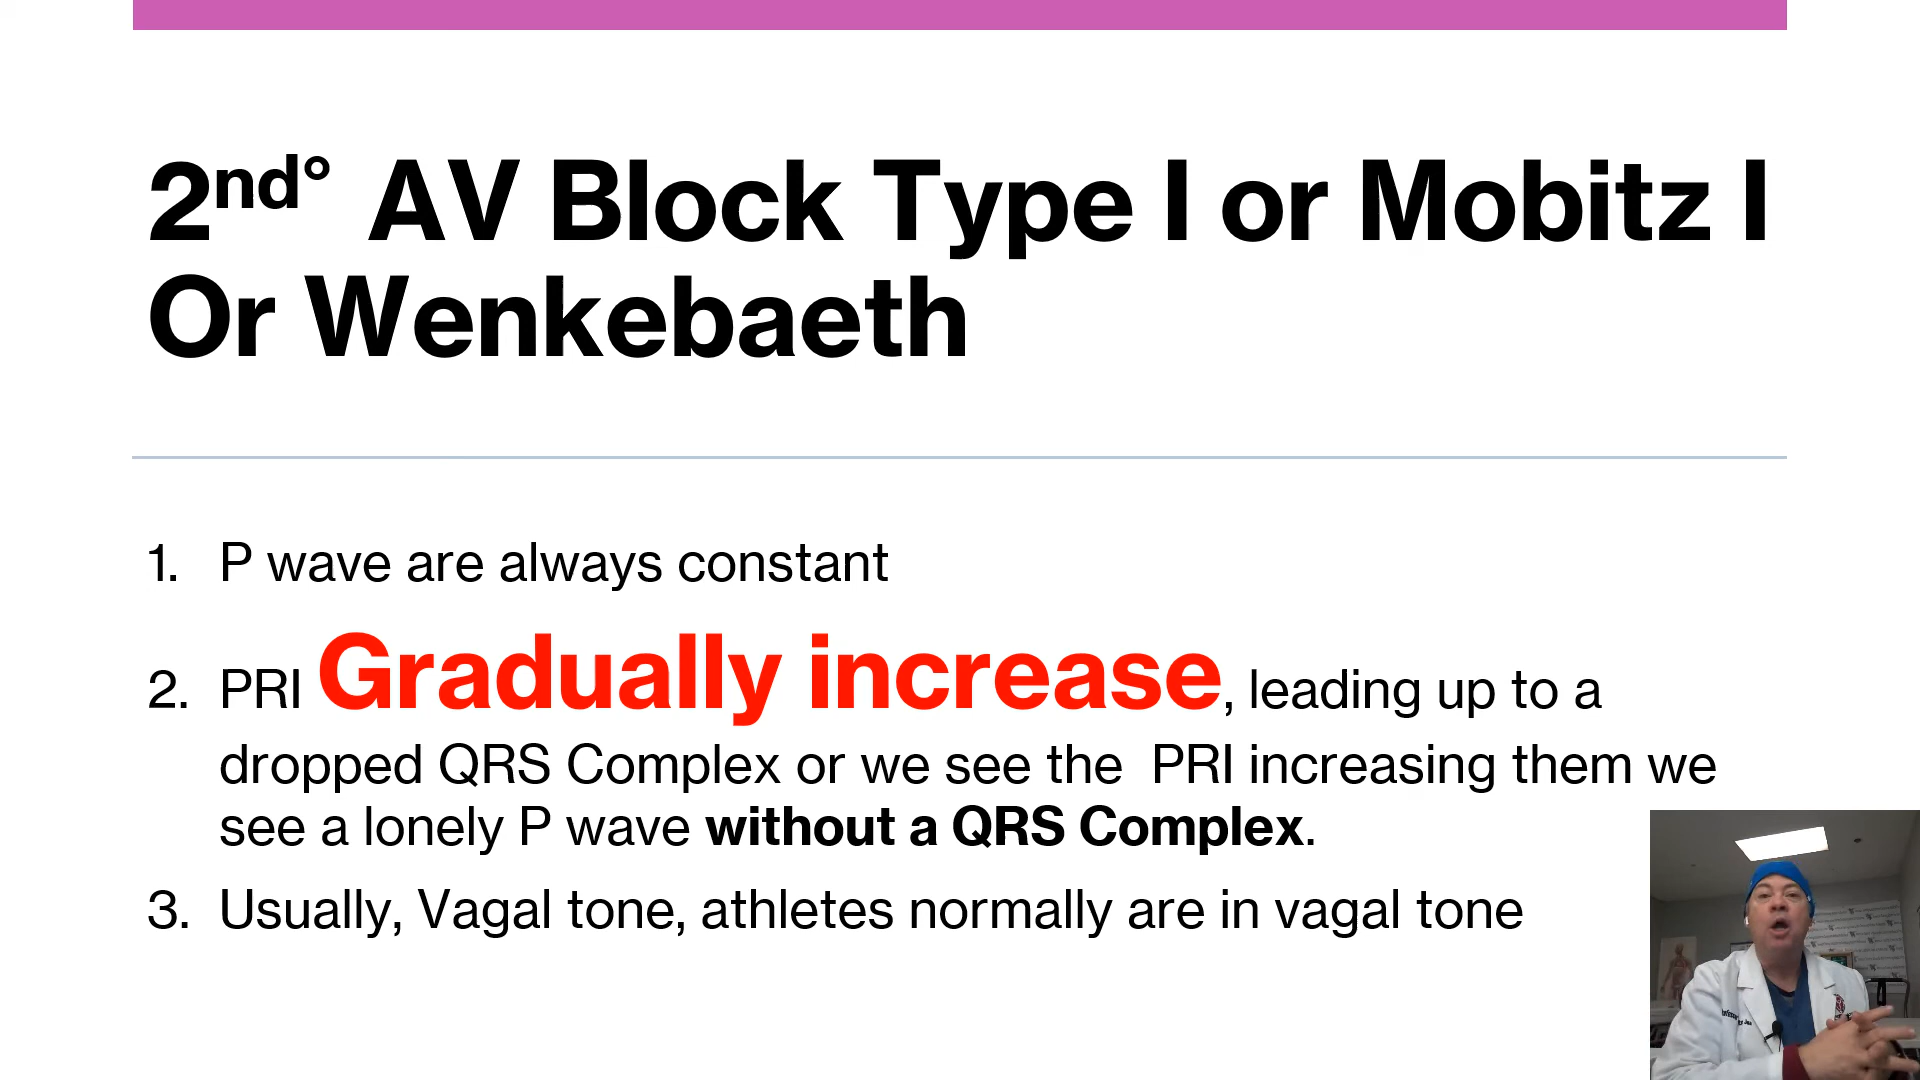 2nd° AV Block Type I or Mobitz I
Or Wenkebaeth
1. P wave are always constant
2. PRI Gradually increase, leading up to a
dropped QRS Complex or we see the PRI increasing them we
see a lonely P wave without a QRS Complex.
3. Usually, Vagal tone, athletes normally are in vagal tone